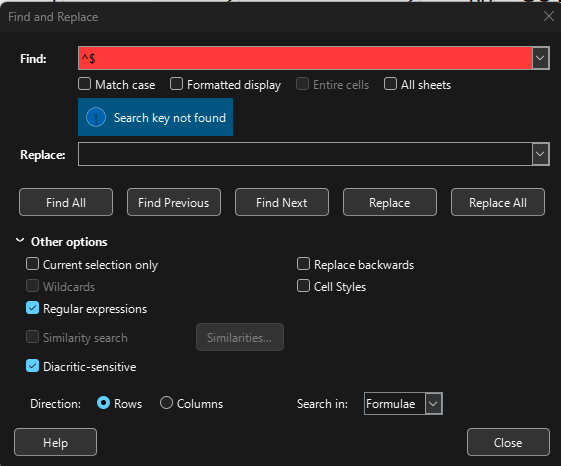 Find and Replace
Find: ^$
Match case Formatted display Entire cells All sheets
Search key not found
Replace:
Find All Find Previous Find Next Replace Replace All
Other options
Current selection only Replace backwards
Wildcards Cell Styles
Regular expressions
Similarity search Similarities...
Diacritic-sensitive
Direction: Rows Columns Search in: Formulae
Help Close